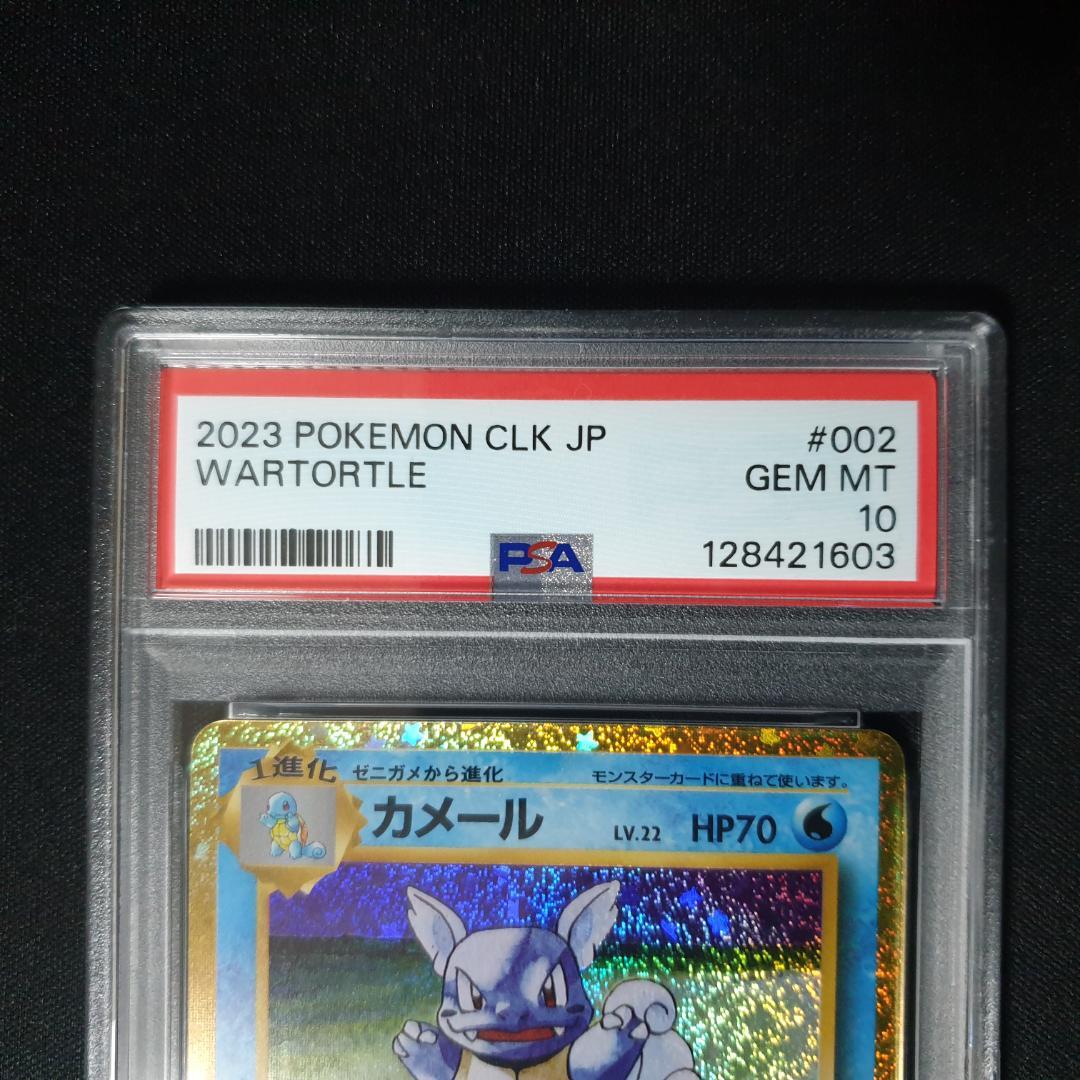 2023 POKEMON CLK JP #002
WARTORTLE GEM MT
10
PSA 128421603
1進化 ゼニガメから進化 モンスターカードに重ねて使います。
カメール LV.22 HP70